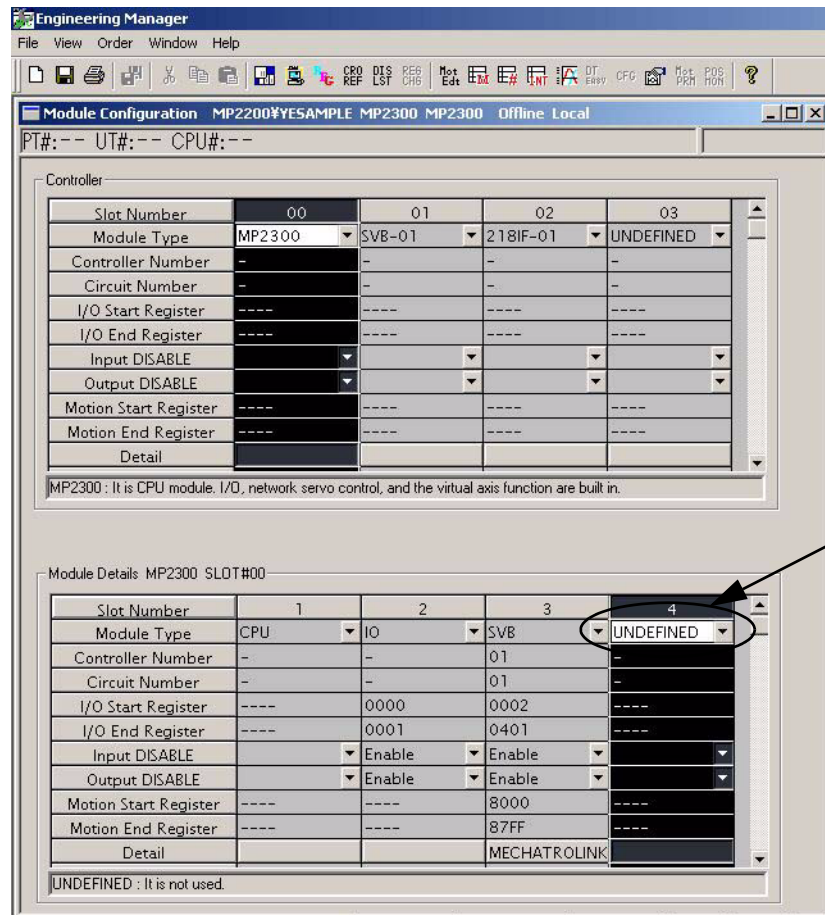 Engineering Manager
File View Order Window Help
CRO REF DIS LST REG CHG Mot Edt INT DT EASY CFG Mot PRM POS MON
Module Configuration MP2200¥YESAMPLE MP2300 MP2300 Offline Local
PT#:-- UT#:-- CPU#:--
Controller
Slot Number 00 01 02 03
Module Type MP2300 SVB-01 218IF-01 UNDEFINED
Controller Number - - - -
Circuit Number - - - -
I/O Start Register ---- ---- ---- ----
I/O End Register ---- ---- ---- ----
Input DISABLE
Output DISABLE
Motion Start Register ---- ---- ---- ----
Motion End Register ---- ---- ---- ----
Detail
MP2300 : It is CPU module. I/O, network servo control, and the virtual axis function are built in.
Module Details MP2300 SLOT#00
Slot Number 1 2 3 4
Module Type CPU IO SVB UNDEFINED
Controller Number - - 01 -
Circuit Number - - 01 -
I/O Start Register ---- 0000 0002 ----
I/O End Register ---- 0001 0401 ----
Input DISABLE Enable Enable
Output DISABLE Enable Enable
Motion Start Register ---- ---- 8000 ----
Motion End Register ---- ---- 87FF ----
Detail MECHATROLINK
UNDEFINED : It is not used.